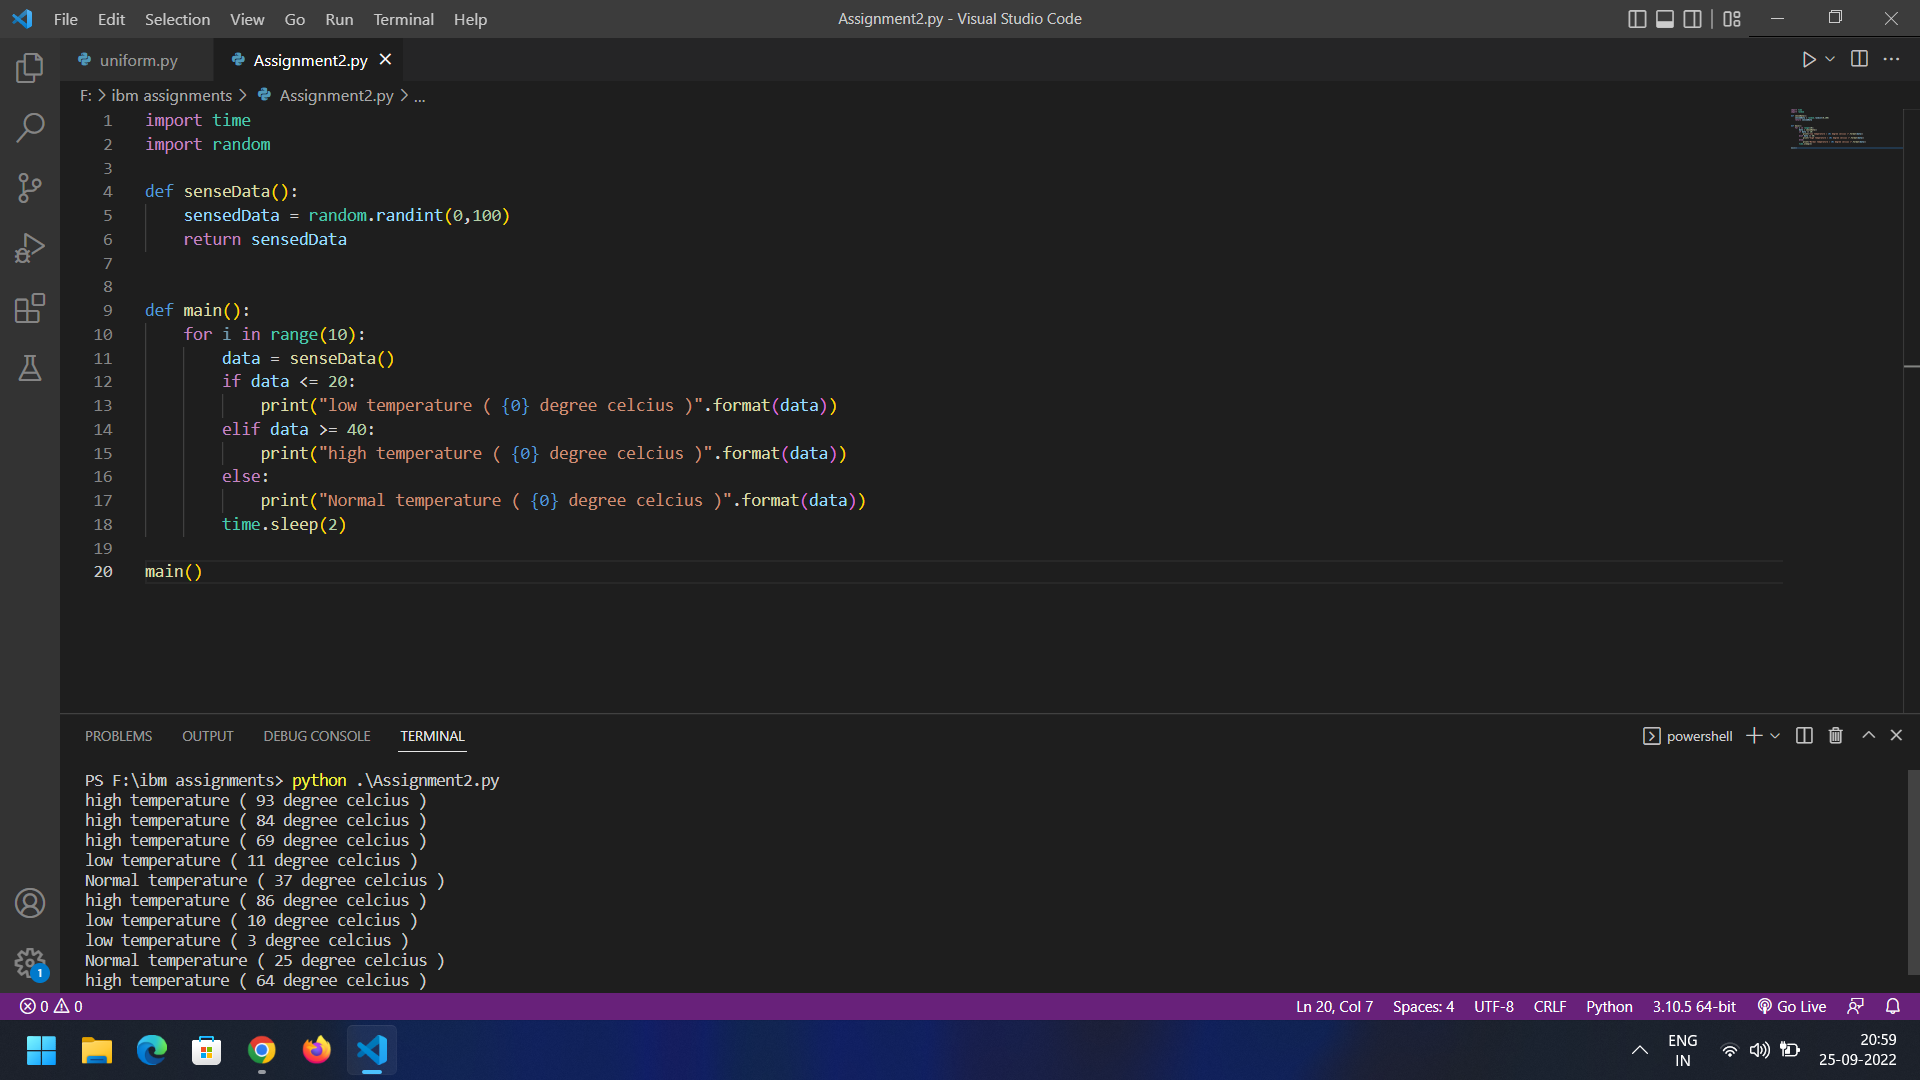 File Edit Selection View Go Run Terminal Help
Assignment2.py - Visual Studio Code
uniform.py
Assignment2.py
F: > ibm assignments > Assignment2.py > ...
1 import time
2 import random
3
4 def senseData():
5 sensedData = random.randint(0,100)
6 return sensedData
7
8
9 def main():
10 for i in range(10):
11 data = senseData()
12 if data <= 20:
13 print("low temperature ( {0} degree celcius )".format(data))
14 elif data >= 40:
15 print("high temperature ( {0} degree celcius )".format(data))
16 else:
17 print("Normal temperature ( {0} degree celcius )".format(data))
18 time.sleep(2)
19
20 main()
PROBLEMS OUTPUT DEBUG CONSOLE TERMINAL
powershell
PS F:\ibm assignments> python .\Assignment2.py
high temperature ( 93 degree celcius )
high temperature ( 84 degree celcius )
high temperature ( 69 degree celcius )
low temperature ( 11 degree celcius )
Normal temperature ( 37 degree celcius )
high temperature ( 86 degree celcius )
low temperature ( 10 degree celcius )
low temperature ( 3 degree celcius )
Normal temperature ( 25 degree celcius )
high temperature ( 64 degree celcius )
1
0 0
Ln 20, Col 7 Spaces: 4 UTF-8 CRLF Python 3.10.5 64-bit Go Live
ENG
IN
20:59
25-09-2022